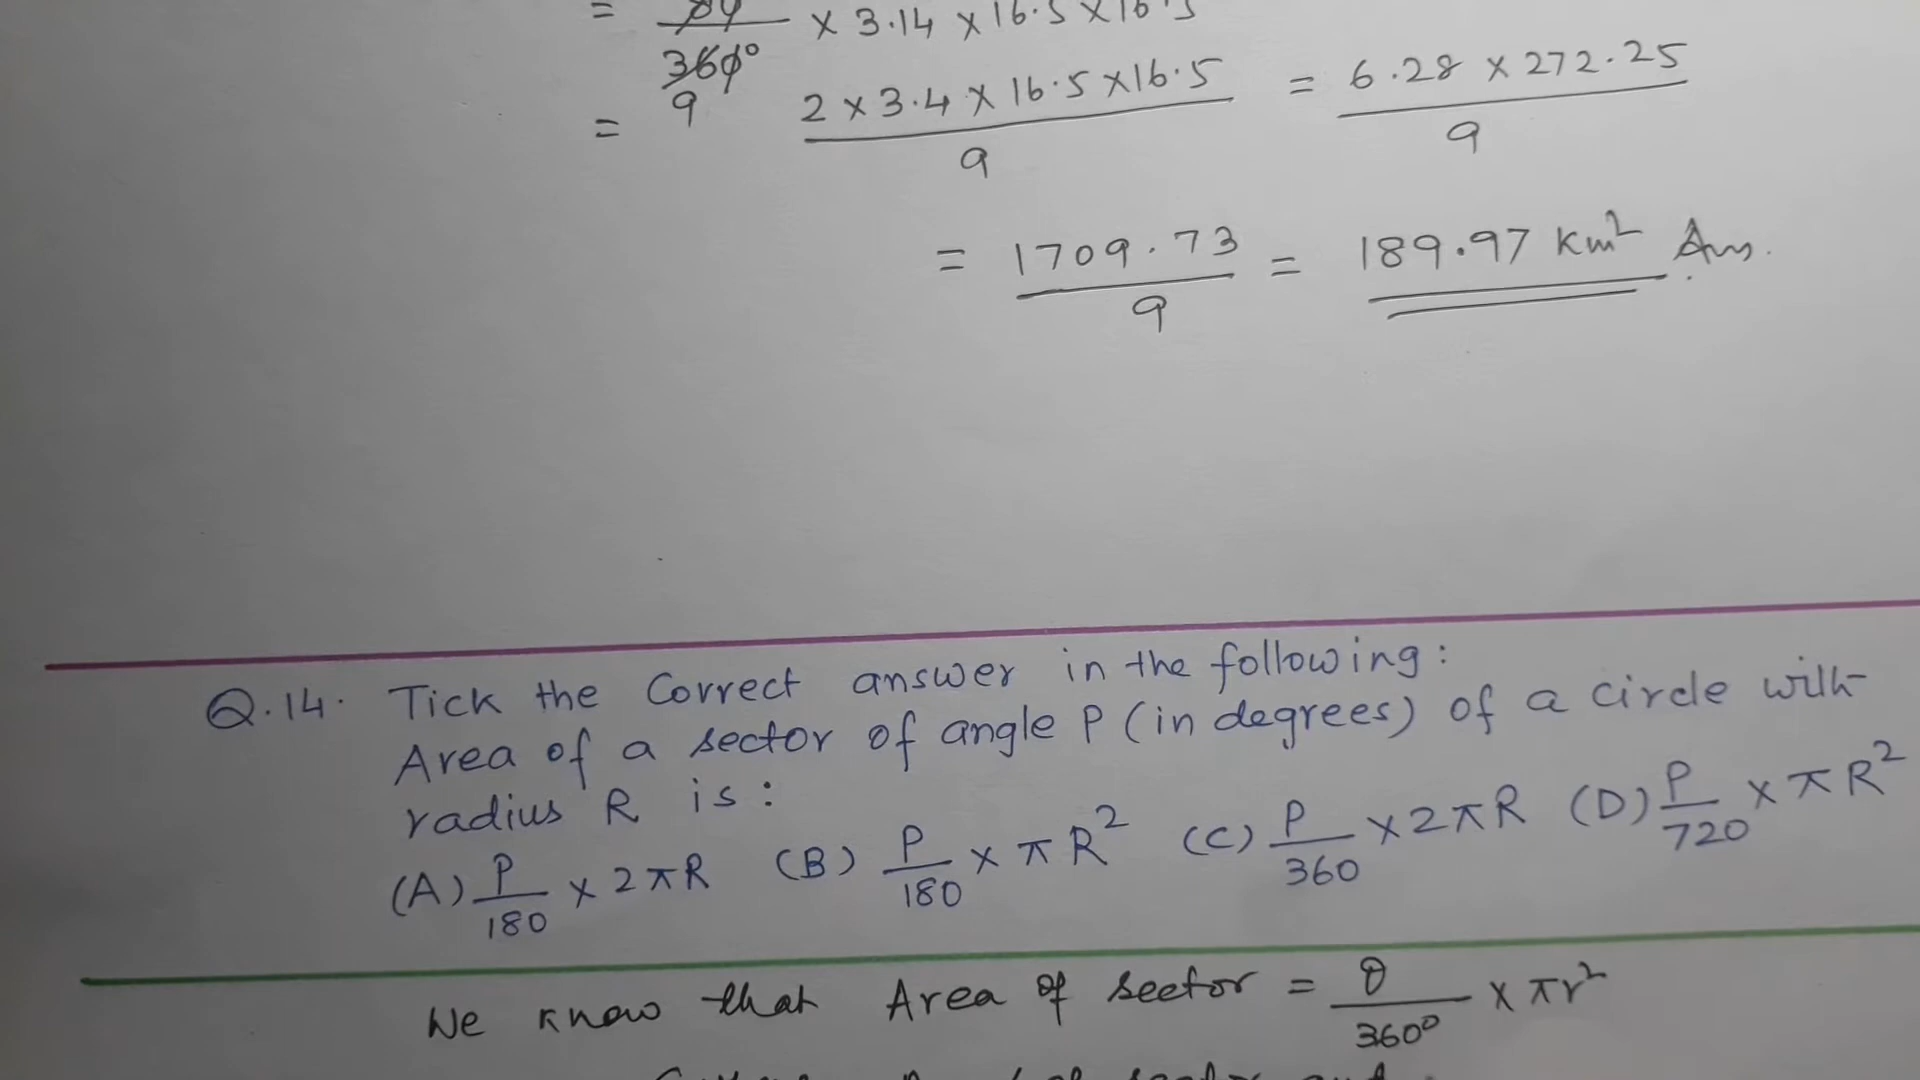 = 80/360° × 3.14 × 16.5 × 16.5
9
= 2 × 3.4 × 16.5 × 16.5 / 9 = 6.28 × 272.25 / 9
= 1709.73 / 9 = 189.97 Km² Ans.
Q.14. Tick the Correct answer in the following:
Area of a sector of angle P (in degrees) of a circle with
radius R is:
(A) P/180 × 2πR (B) P/180 × πR² (C) P/360 × 2πR (D) P/720 × πR²
We know that Area of sector = θ/360° × πr²